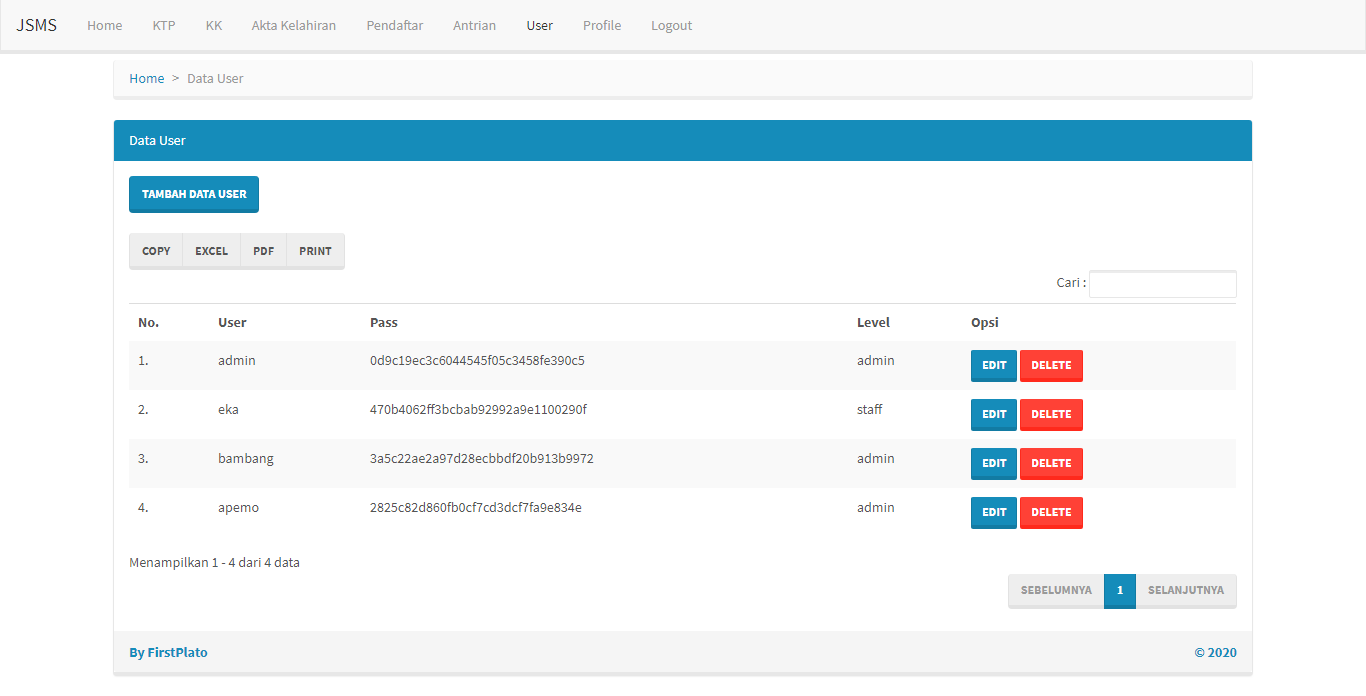 JSMS Home KTP KK Akta Kelahiran Pendaftar Antrian User Profile Logout
Home > Data User
Data User
TAMBAH DATA USER
COPY EXCEL PDF PRINT
Cari :
No. User Pass Level Opsi
1. admin 0d9c19ec3c6044545f05c3458fe390c5 admin EDIT DELETE
2. eka 470b4062ff3bcbab92992a9e1100290f staff EDIT DELETE
3. bambang 3a5c22ae2a97d28ecbbdf20b913b9972 admin EDIT DELETE
4. apemo 2825c82d860fb0cf7cd3dcf7fa9e834e admin EDIT DELETE
Menampilkan 1 - 4 dari 4 data
SEBELUMNYA 1 SELANJUTNYA
By FirstPlato © 2020